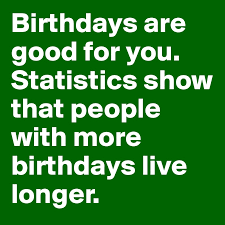 Birthdays are
good for you.
Statistics show
that people
with more
birthdays live
longer.